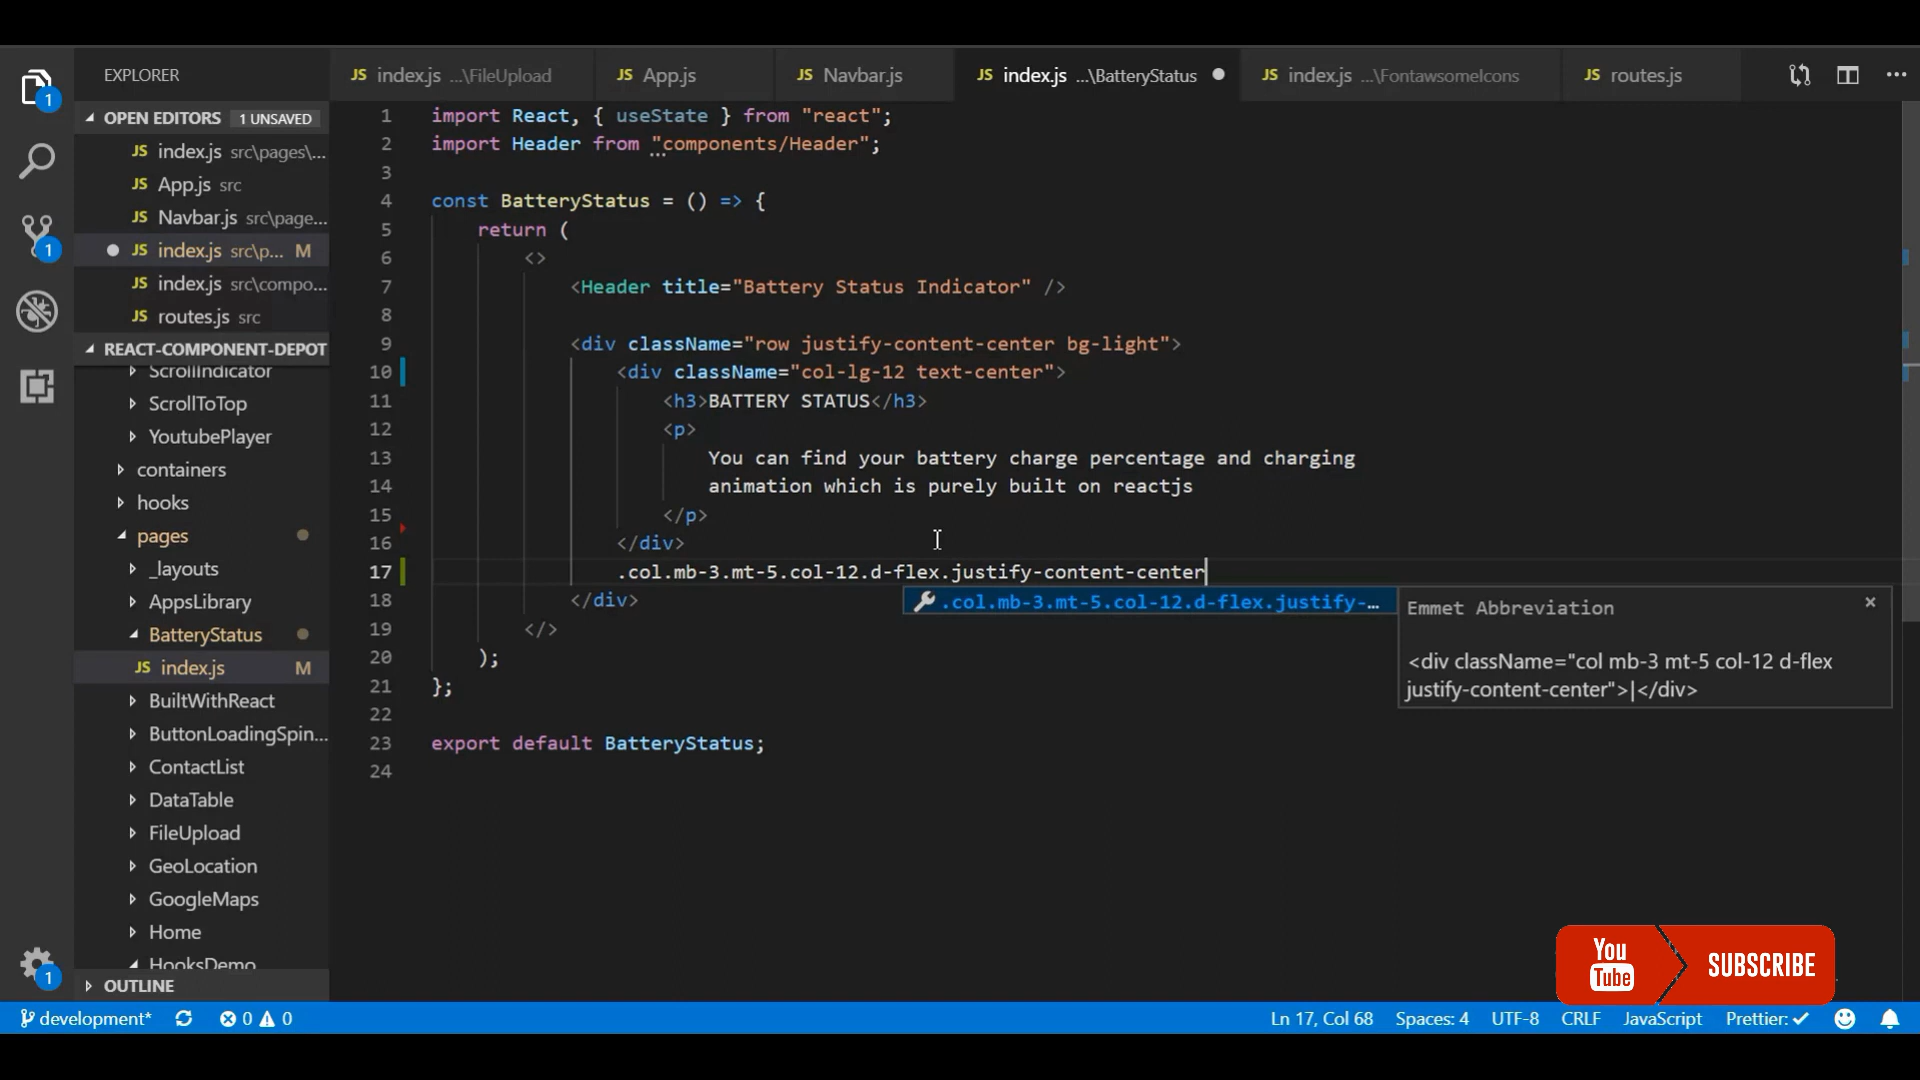 EXPLORER
JS index.js ...\FileUpload
JS App.js
JS Navbar.js
JS index.js ...\BatteryStatus
JS index.js ...\FontawsomeIcons
JS routes.js
1
OPEN EDITORS 1 UNSAVED
JS index.js src\pages\...
JS App.js src
JS Navbar.js src\page...
JS index.js src\p... M
JS index.js src\compo...
JS routes.js src
REACT-COMPONENT-DEPOT
ScrollIndicator
ScrollToTop
YoutubePlayer
containers
hooks
pages
_layouts
AppsLibrary
BatteryStatus
JS index.js M
BuiltWithReact
ButtonLoadingSpin...
ContactList
DataTable
FileUpload
GeoLocation
GoogleMaps
Home
HooksDemo
OUTLINE
1
1
1 import React, { useState } from "react";
2 import Header from "components/Header";
3
4 const BatteryStatus = () => {
5 return (
6 <>
7 <Header title="Battery Status Indicator" />
8
9 <div className="row justify-content-center bg-light">
10 <div className="col-lg-12 text-center">
11 <h3>BATTERY STATUS</h3>
12 <p>
13 You can find your battery charge percentage and charging
14 animation which is purely built on reactjs
15 </p>
16 </div>
17 .col.mb-3.mt-5.col-12.d-flex.justify-content-center
18 </div>
19 </>
20 );
21 };
22
23 export default BatteryStatus;
24
.col.mb-3.mt-5.col-12.d-flex.justify-...
Emmet Abbreviation ×
<div className="col mb-3 mt-5 col-12 d-flex
justify-content-center">|</div>
You
Tube
SUBSCRIBE
development* 0 0 Ln 17, Col 68 Spaces: 4 UTF-8 CRLF JavaScript Prettier: ✓